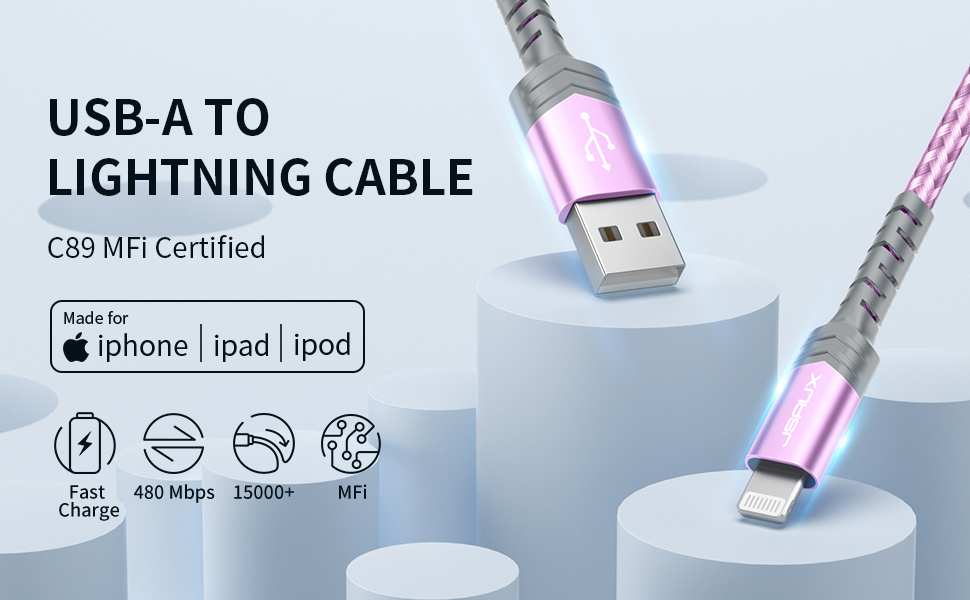 USB-A TO
LIGHTNING CABLE
C89 MFi Certified
Made for
iphone | ipad | ipod
Fast
Charge
480 Mbps
15000+
MFi
JSAUX